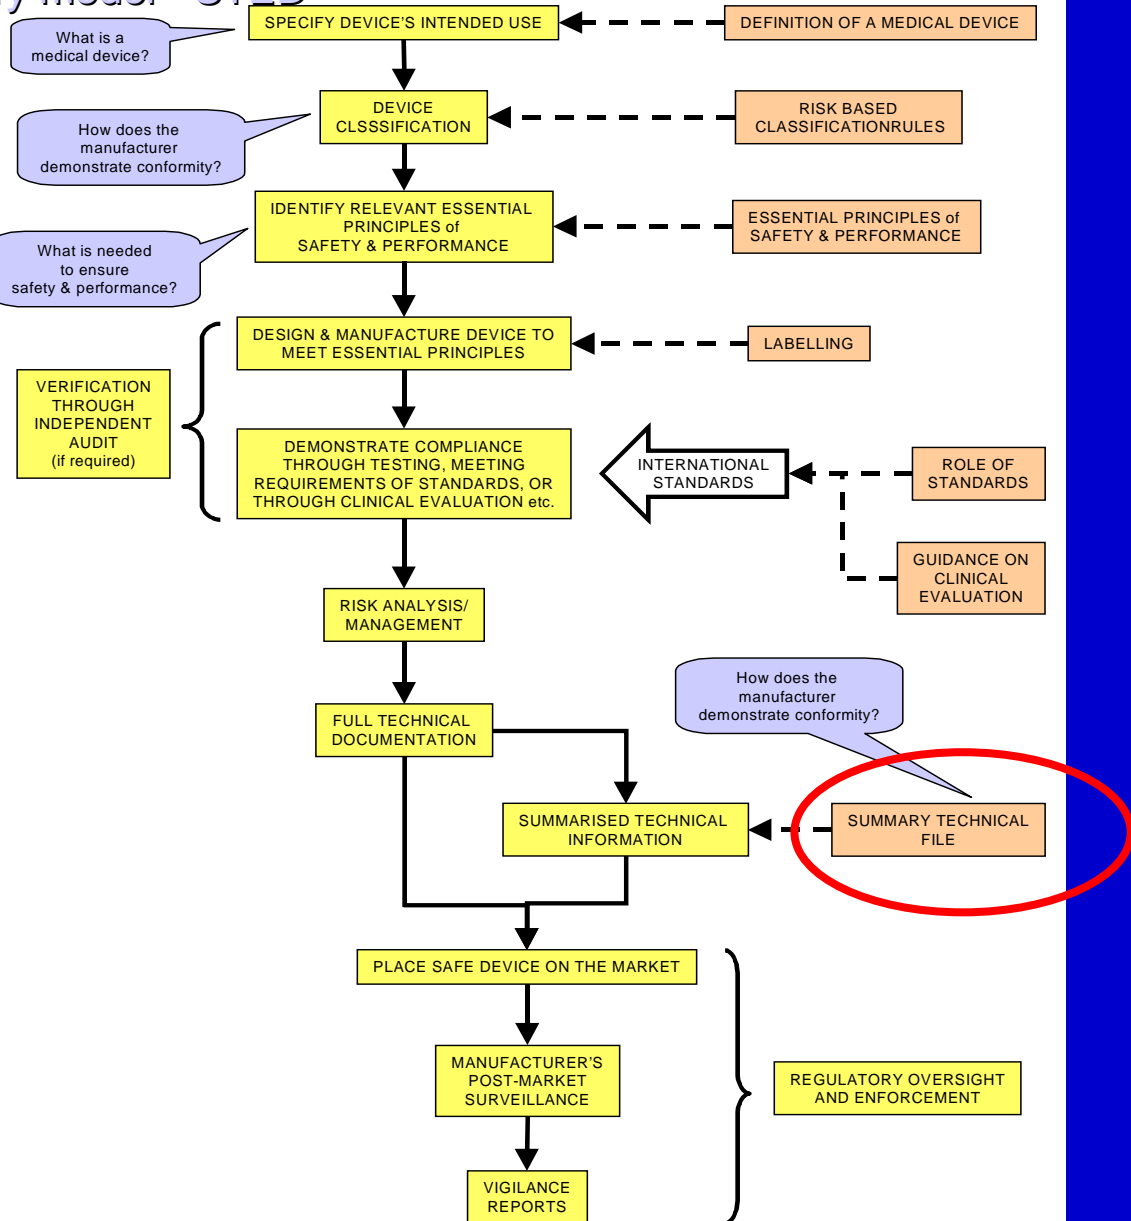 ry model - STED
SPECIFY DEVICE'S INTENDED USE
DEFINITION OF A MEDICAL DEVICE
What is a
medical device?
DEVICE
CLSSSIFICATION
RISK BASED
CLASSIFICATIONRULES
How does the
manufacturer
demonstrate conformity?
IDENTIFY RELEVANT ESSENTIAL
PRINCIPLES of
SAFETY & PERFORMANCE
ESSENTIAL PRINCIPLES of
SAFETY & PERFORMANCE
What is needed
to ensure
safety & performance?
DESIGN & MANUFACTURE DEVICE TO
MEET ESSENTIAL PRINCIPLES
LABELLING
VERIFICATION
THROUGH
INDEPENDENT
AUDIT
(if required)
DEMONSTRATE COMPLIANCE
THROUGH TESTING, MEETING
REQUIREMENTS OF STANDARDS, OR
THROUGH CLINICAL EVALUATION etc.
INTERNATIONAL
STANDARDS
ROLE OF
STANDARDS
GUIDANCE ON
CLINICAL
EVALUATION
RISK ANALYSIS/
MANAGEMENT
How does the
manufacturer
demonstrate conformity?
FULL TECHNICAL
DOCUMENTATION
SUMMARISED TECHNICAL
INFORMATION
SUMMARY TECHNICAL
FILE
PLACE SAFE DEVICE ON THE MARKET
MANUFACTURER'S
POST-MARKET
SURVEILLANCE
REGULATORY OVERSIGHT
AND ENFORCEMENT
VIGILANCE
REPORTS